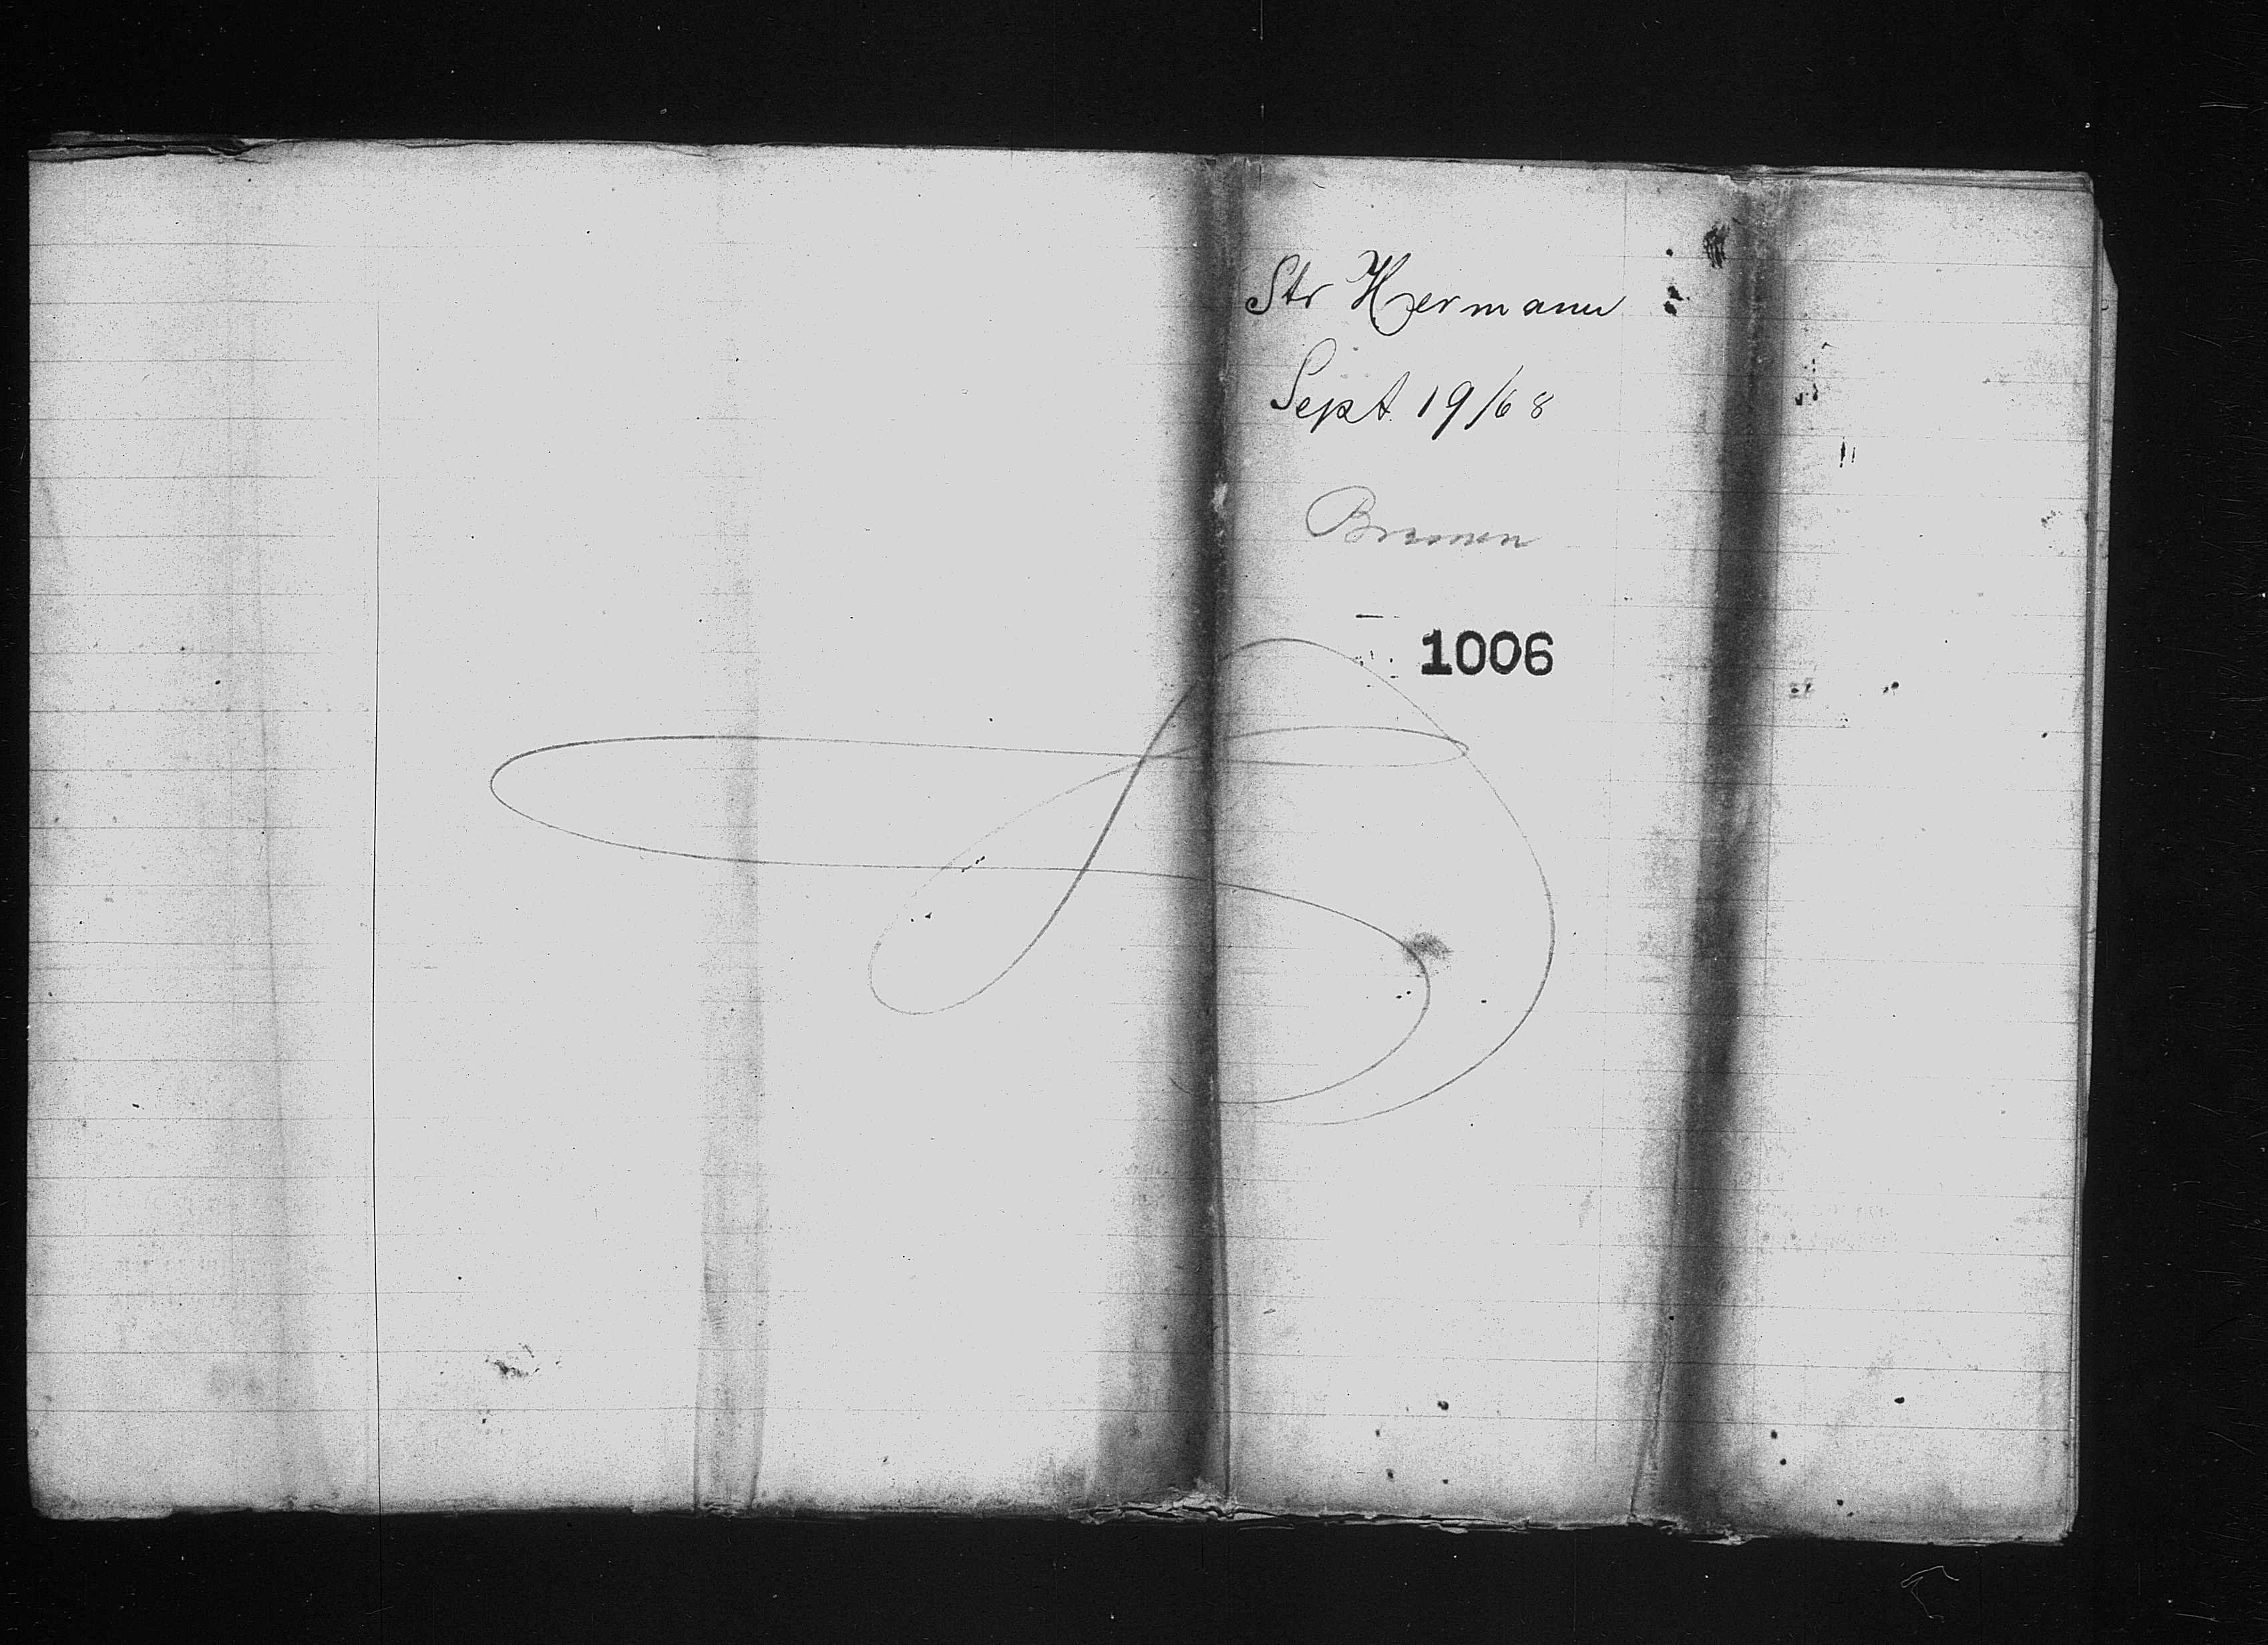 Str Hermann
Sept 19/68
Bremen
1006